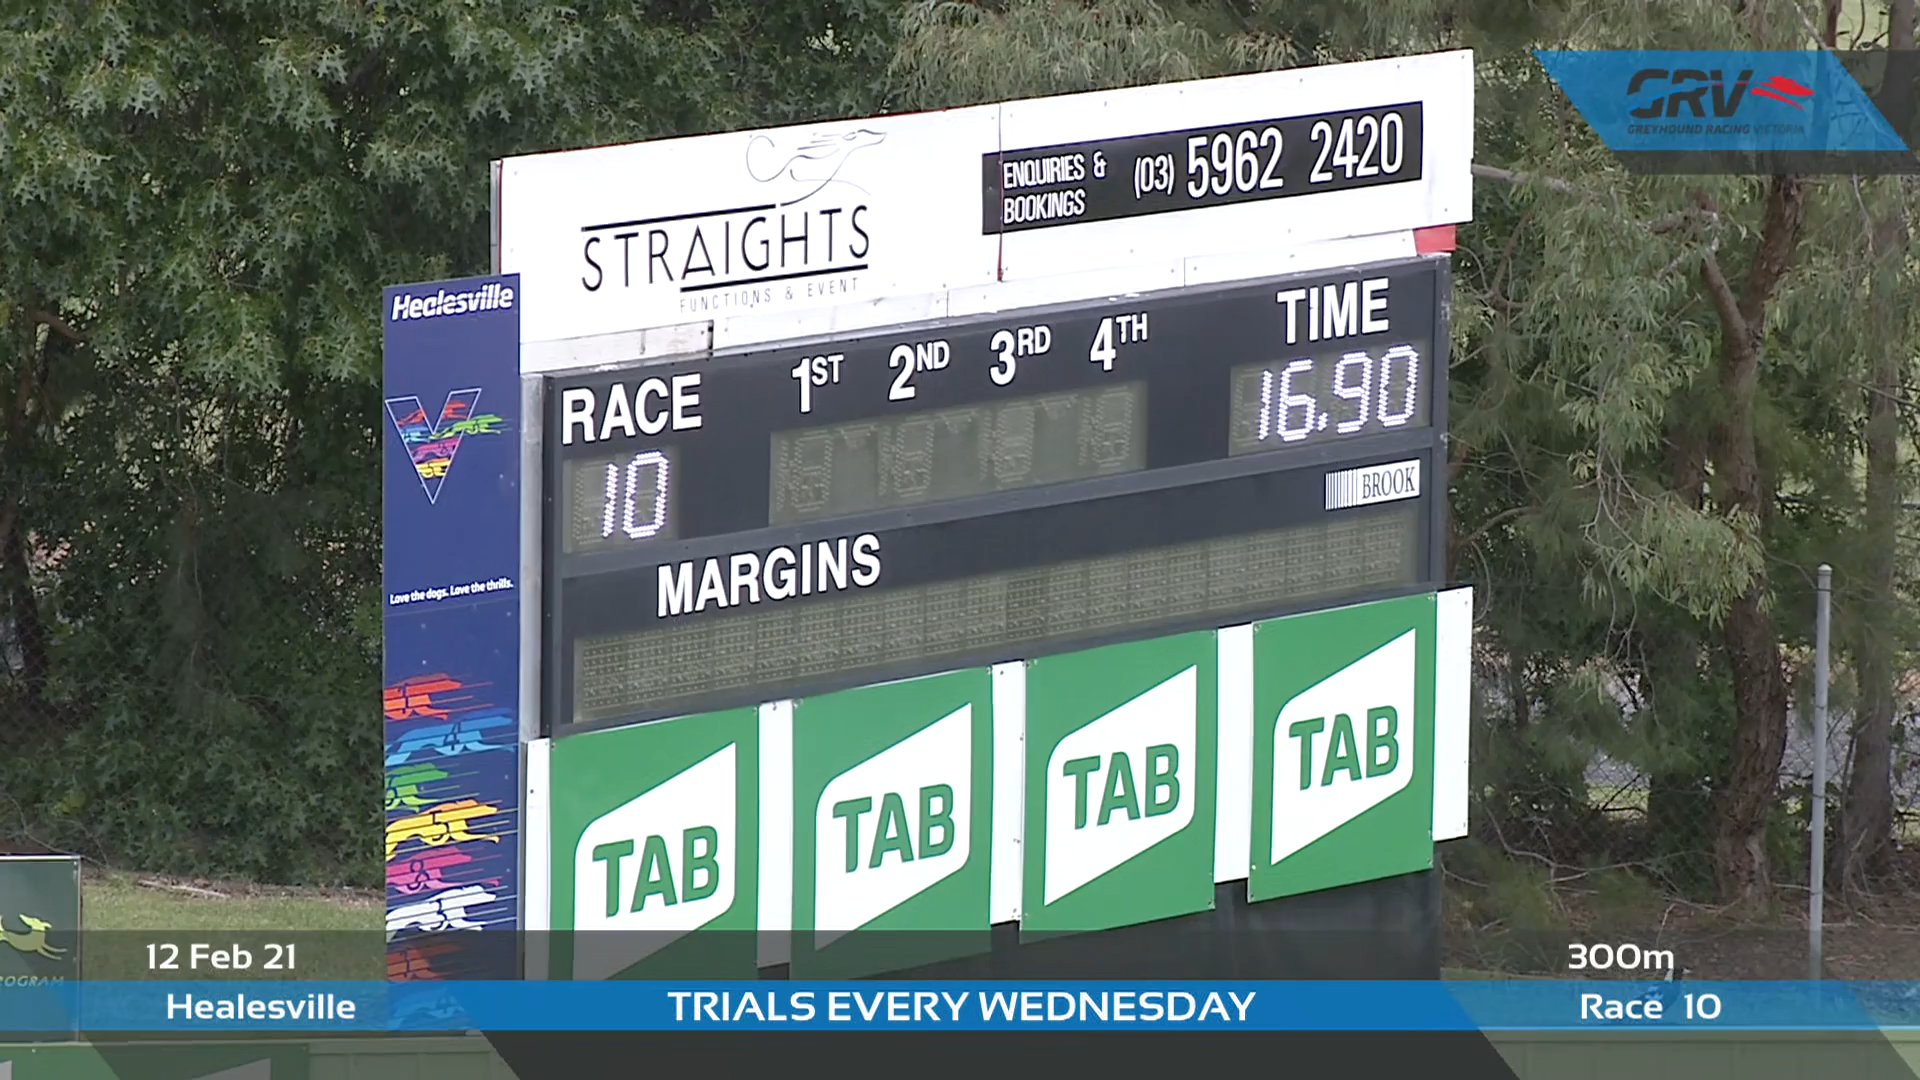 GRV
GREYHOUND RACING VICTORIA
ENQUIRIES & BOOKINGS (03) 5962 2420
STRAIGHTS
FUNCTIONS & EVENT
Healesville
Love the dogs. Love the thrills.
RACE 1ST 2ND 3RD 4TH TIME
10 16.90
BROOK
MARGINS
TAB TAB TAB TAB
12 Feb 21 300m
Healesville TRIALS EVERY WEDNESDAY Race 10